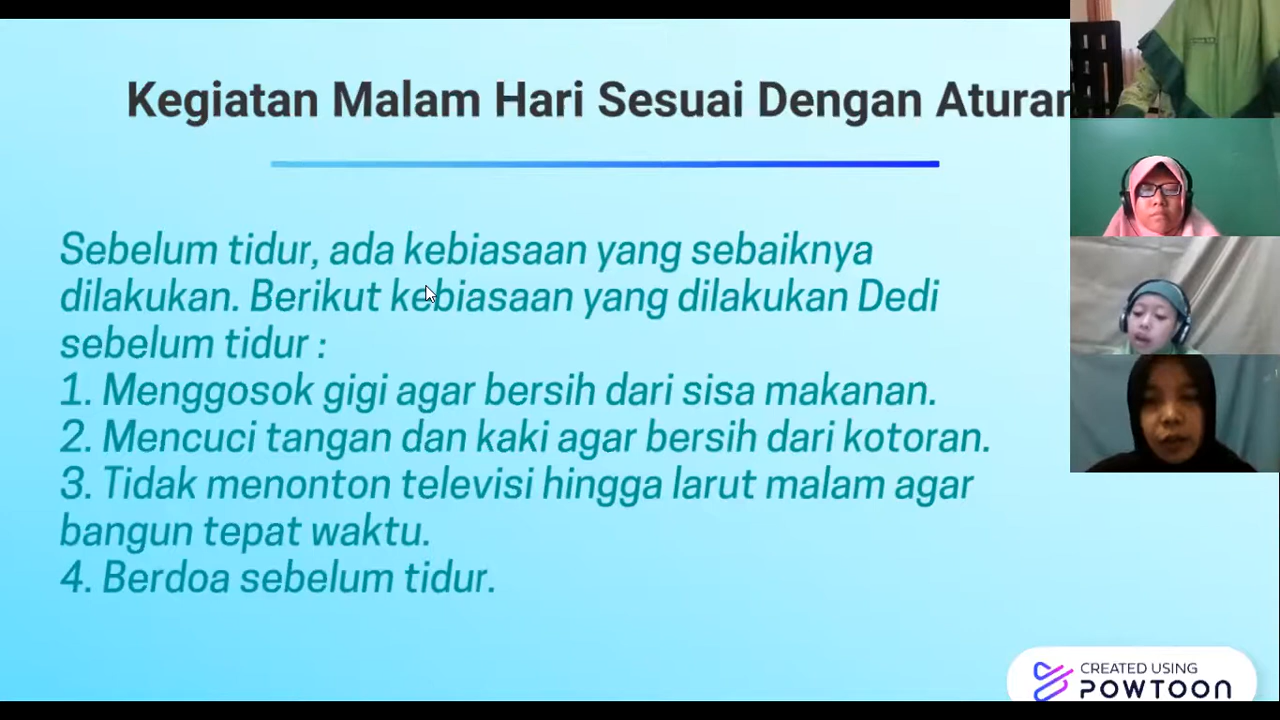 Kegiatan Malam Hari Sesuai Dengan Aturan
Sebelum tidur, ada kebiasaan yang sebaiknya
dilakukan. Berikut kebiasaan yang dilakukan Dedi
sebelum tidur :
1. Menggosok gigi agar bersih dari sisa makanan.
2. Mencuci tangan dan kaki agar bersih dari kotoran.
3. Tidak menonton televisi hingga larut malam agar
bangun tepat waktu.
4. Berdoa sebelum tidur.
CREATED USING
POWTOON